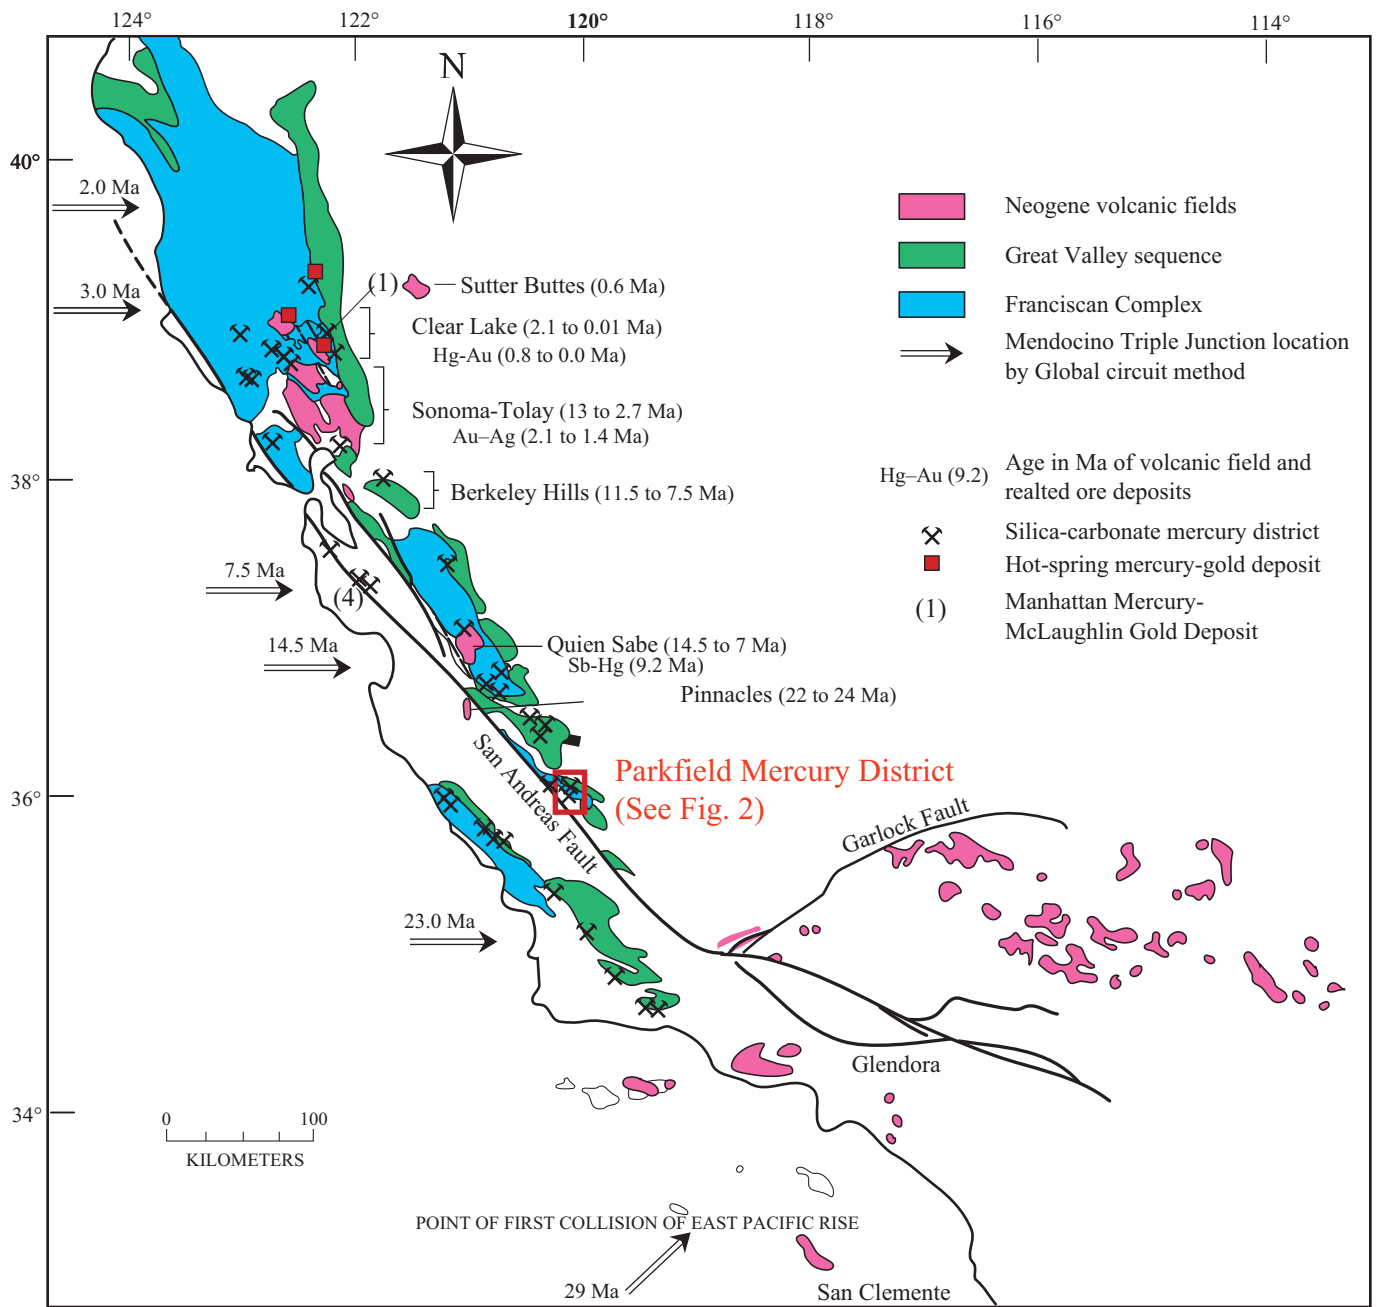 124° 122° 120° 118° 116° 114°
N
40°
2.0 Ma
3.0 Ma
(1)
Sutter Buttes (0.6 Ma)
Clear Lake (2.1 to 0.01 Ma)
Hg-Au (0.8 to 0.0 Ma)
Sonoma-Tolay (13 to 2.7 Ma)
Au–Ag (2.1 to 1.4 Ma)
38°
Berkeley Hills (11.5 to 7.5 Ma)
Neogene volcanic fields
Great Valley sequence
Franciscan Complex
Mendocino Triple Junction location
by Global circuit method
Hg–Au (9.2)
Age in Ma of volcanic field and
realted ore deposits
Silica-carbonate mercury district
Hot-spring mercury-gold deposit
(1)
Manhattan Mercury-
McLaughlin Gold Deposit
7.5 Ma
(4)
14.5 Ma
Quien Sabe (14.5 to 7 Ma)
Sb-Hg (9.2 Ma)
Pinnacles (22 to 24 Ma)
San Andreas Fault
Parkfield Mercury District
(See Fig. 2)
36°
Garlock Fault
23.0 Ma
Glendora
34°
0 100
KILOMETERS
POINT OF FIRST COLLISION OF EAST PACIFIC RISE
29 Ma
San Clemente